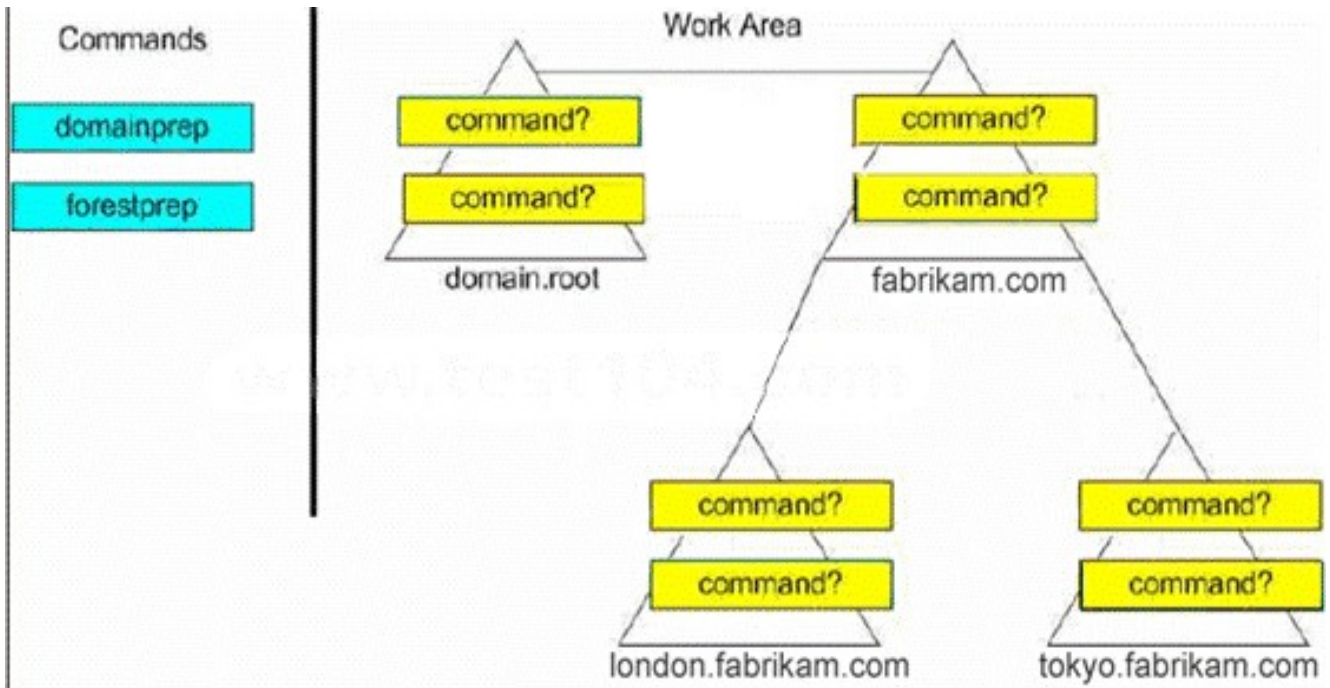 Commands
domainprep
forestprep
Work Area
command?
command?
command?
command?
domain.root
fabrikam.com
command?
command?
command?
command?
london.fabrikam.com
tokyo.fabrikam.com